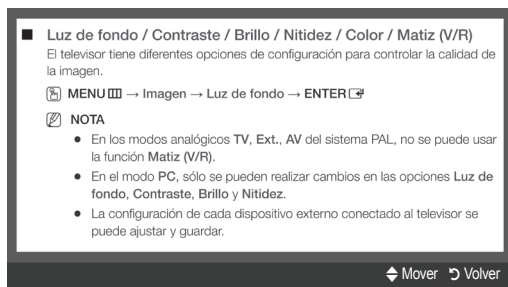 ■ Luz de fondo / Contraste / Brillo / Nitidez / Color / Matiz (V/R)
El televisor tiene diferentes opciones de configuración para controlar la calidad de
la imagen.
MENU → Imagen → Luz de fondo → ENTER
NOTA
● En los modos analógicos TV, Ext., AV del sistema PAL, no se puede usar
la función Matiz (V/R).
● En el modo PC, sólo se pueden realizar cambios en las opciones Luz de
fondo, Contraste, Brillo y Nitidez.
● La configuración de cada dispositivo externo conectado al televisor se
puede ajustar y guardar.
Mover Volver